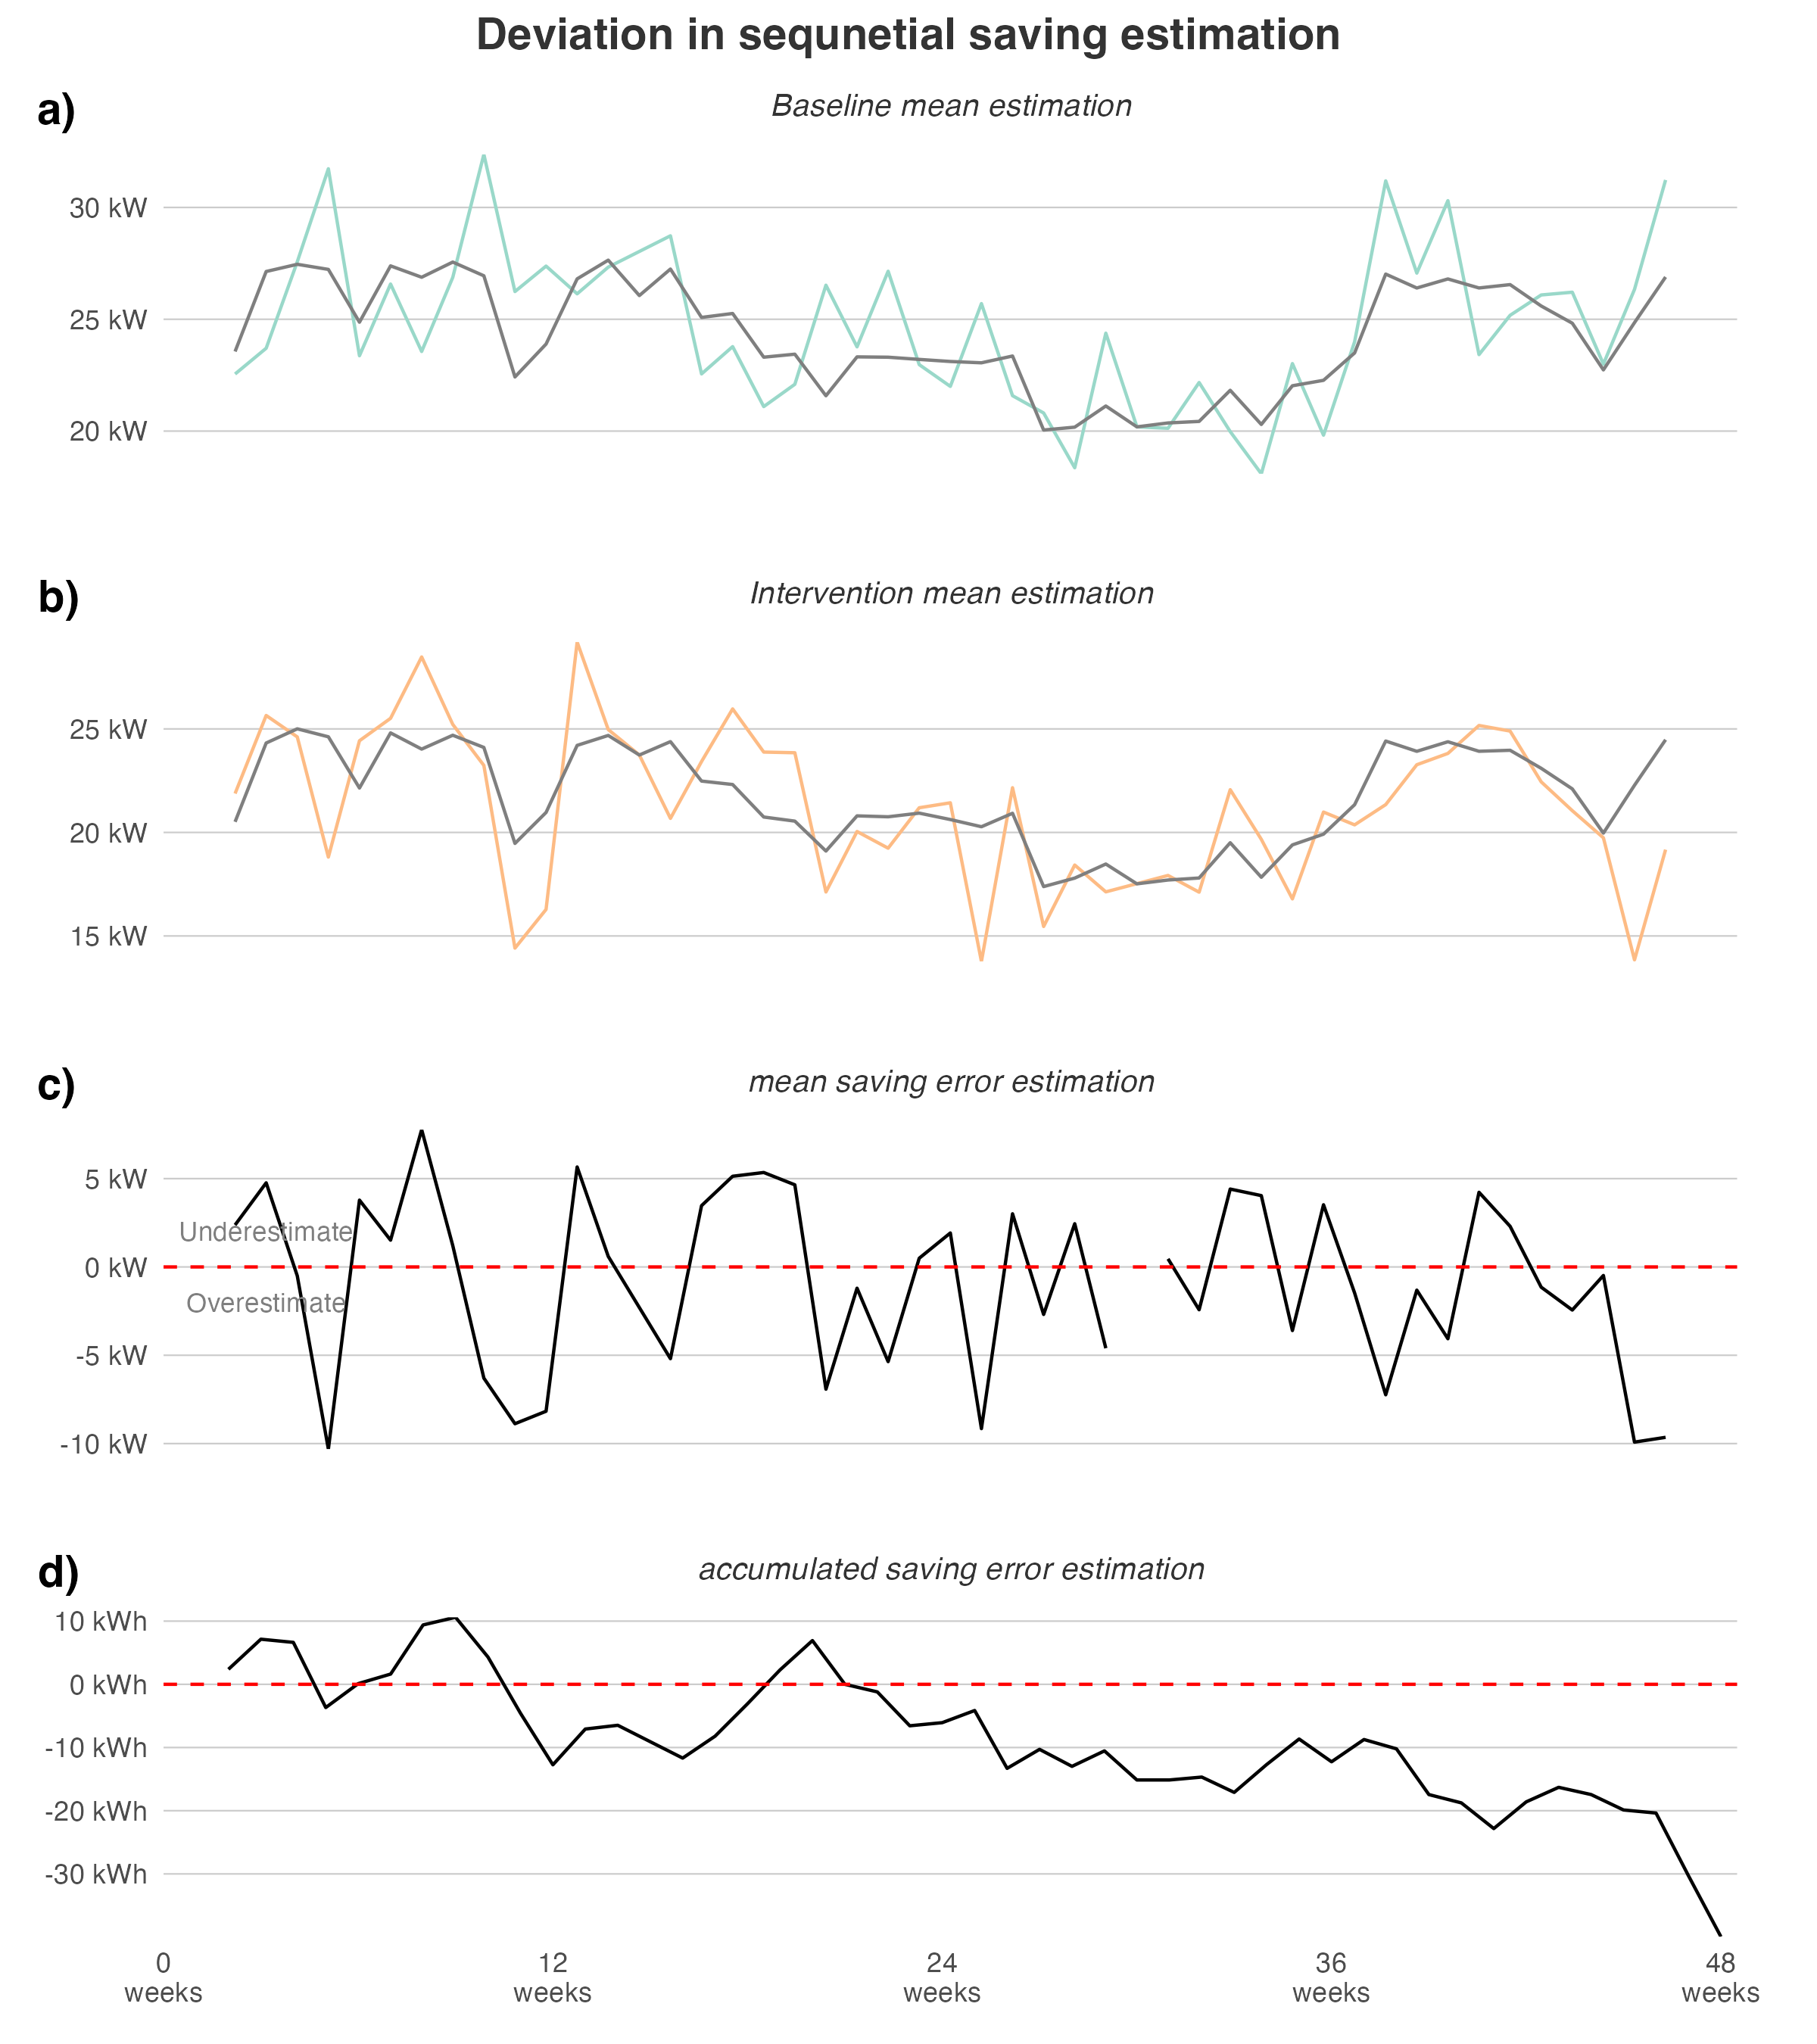 Deviation in sequnetial saving estimation
a)
Baseline mean estimation
30 kW
25 kW
20 kW
b)
Intervention mean estimation
25 kW
20 kW
15 kW
c)
mean saving error estimation
5 kW
Underestimate
0 kW
Overestimate
-5 kW
-10 kW
d)
accumulated saving error estimation
10 kWh
0 kWh
-10 kWh
-20 kWh
-30 kWh
0 12 24 36 48
weeks weeks weeks weeks weeks